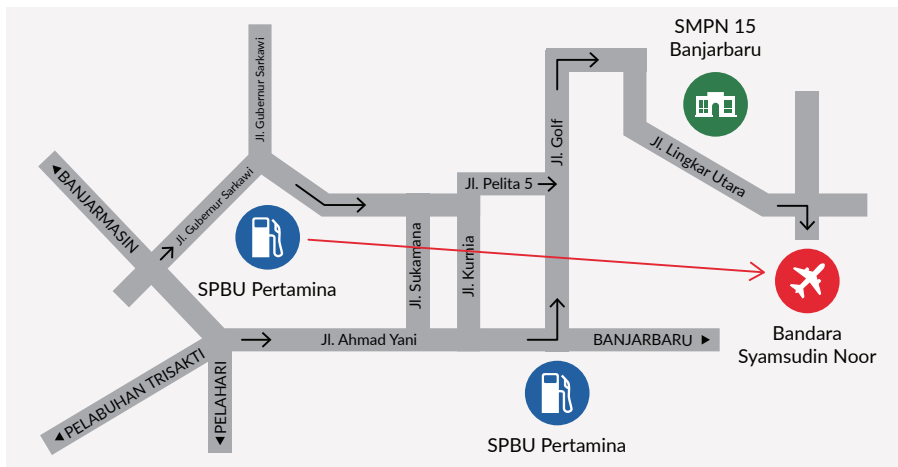 SMPN 15
Banjarbaru
Jl. Gubernur Sarkawi
Jl. Golf
Jl. Lingkar Utara
BANJARMASIN
Jl. Gubernur Sarkawi
Jl. Pelita 5
SPBU Pertamina
Jl. Sukamana
Jl. Kurnia
Jl. Ahmad Yani
BANJARBARU
Bandara
Syamsudin Noor
PELABUHAN TRISAKTI
PELAHARI
SPBU Pertamina